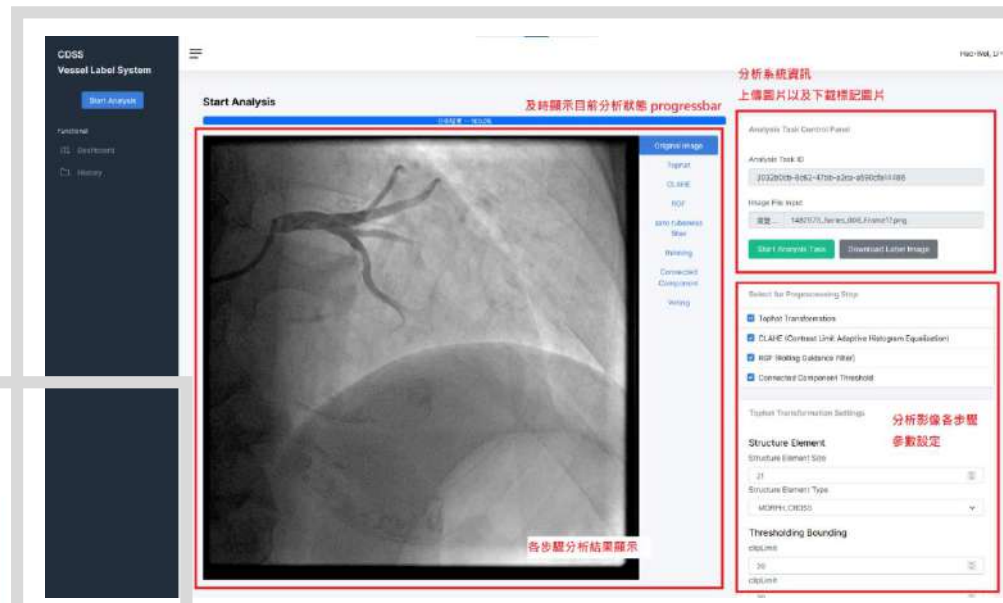 CDSS
Vessel Label System
Start Analysis
Functional
Dashboard
History
Start Analysis
及時顯示目前分析狀態 progressbar
Original Image
Tophat
CLAHE
RGF
filter
thinning
Connected
Component
Voting
各步驟分析結果顯示
分析系統資訊
上傳圖片以及下載標記圖片
Analysis Task Control Panel
Analysis Task ID
Image File Input
瀏覽...
Start Analysis Task
Download Label Image
Select for Preprocessing Step
Tophat Transformation
CLAHE (Contrast Limit Adaptive Histogram Equalization)
RGF (Rolling Guidance Filter)
Connected Component Threshold
Tophat Transformation Settings
分析影像各步驟
參數設定
Structure Element
Structure Element Size
21
Structure Element Type
MORPH_CROSS
Thresholding Bounding
clipLimit
20
clipLimit